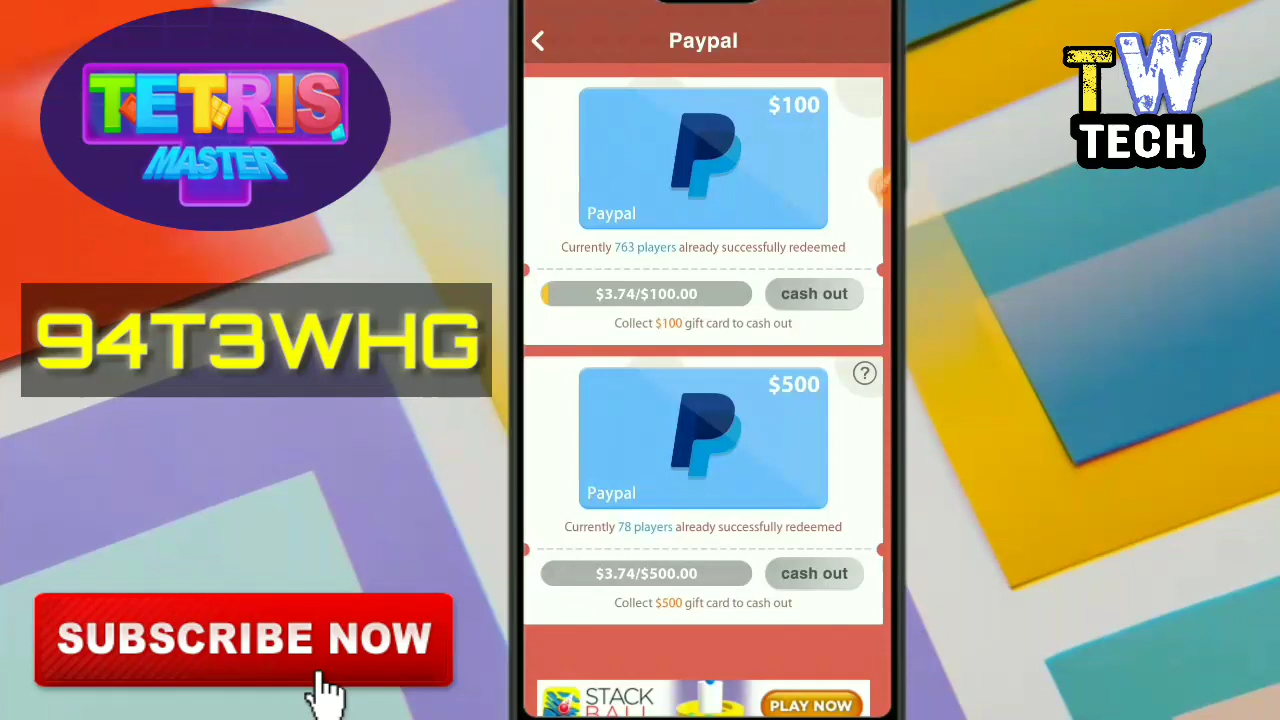 TETRIS
MASTER
94T3WHG
SUBSCRIBE NOW
Paypal
$100
Paypal
Currently 763 players already successfully redeemed
$3.74/$100.00
cash out
Collect $100 gift card to cash out
?
$500
Paypal
Currently 78 players already successfully redeemed
$3.74/$500.00
cash out
Collect $500 gift card to cash out
STACK
BALL
PLAY NOW
TW
TECH